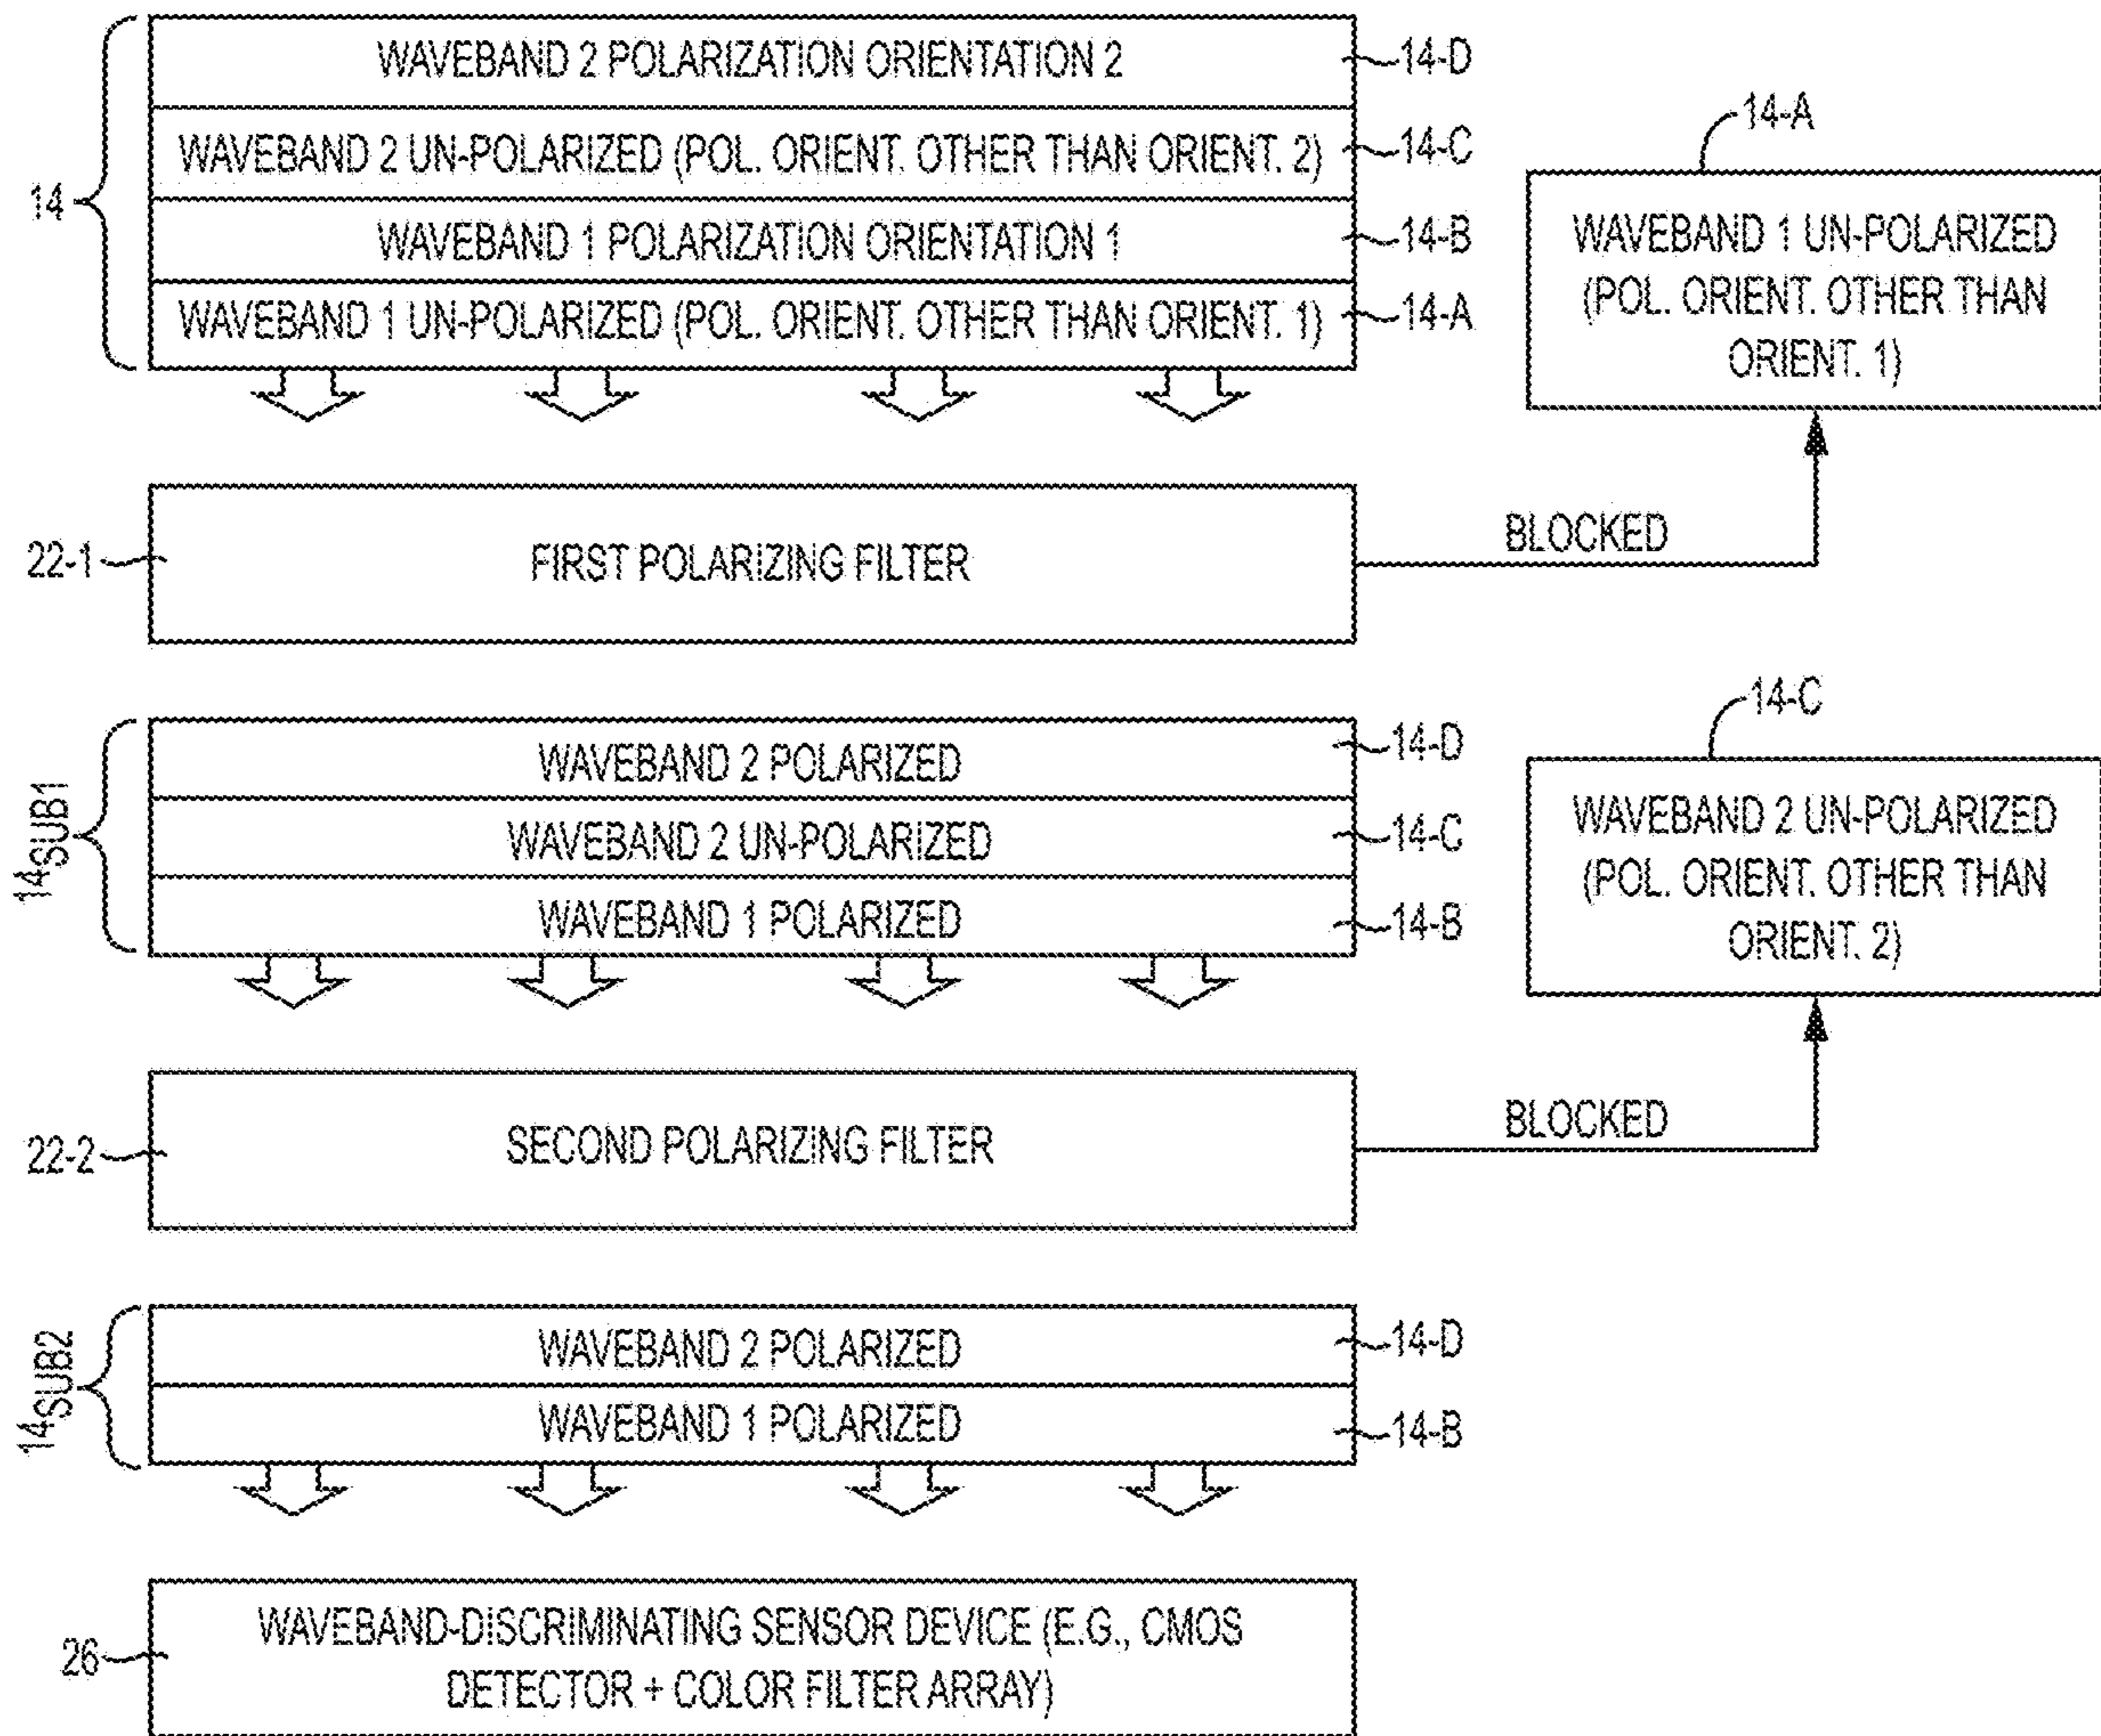 WAVEBAND 2 POLARIZATION ORIENTATION 2
14-D
WAVEBAND 2 UN-POLARIZED (POL. ORIENT. OTHER THAN ORIENT. 2)
14-C
14
WAVEBAND 1 POLARIZATION ORIENTATION 1
14-B
WAVEBAND 1 UN-POLARIZED (POL. ORIENT. OTHER THAN ORIENT. 1)
14-A
14-A
WAVEBAND 1 UN-POLARIZED
(POL. ORIENT. OTHER THAN
ORIENT. 1)
22-1
FIRST POLARIZING FILTER
BLOCKED
14SUB1
WAVEBAND 2 POLARIZED
14-D
WAVEBAND 2 UN-POLARIZED
14-C
WAVEBAND 1 POLARIZED
14-B
14-C
WAVEBAND 2 UN-POLARIZED
(POL. ORIENT. OTHER THAN
ORIENT. 2)
22-2
SECOND POLARIZING FILTER
BLOCKED
14SUB2
WAVEBAND 2 POLARIZED
14-D
WAVEBAND 1 POLARIZED
14-B
26
WAVEBAND-DISCRIMINATING SENSOR DEVICE (E.G., CMOS
DETECTOR + COLOR FILTER ARRAY)